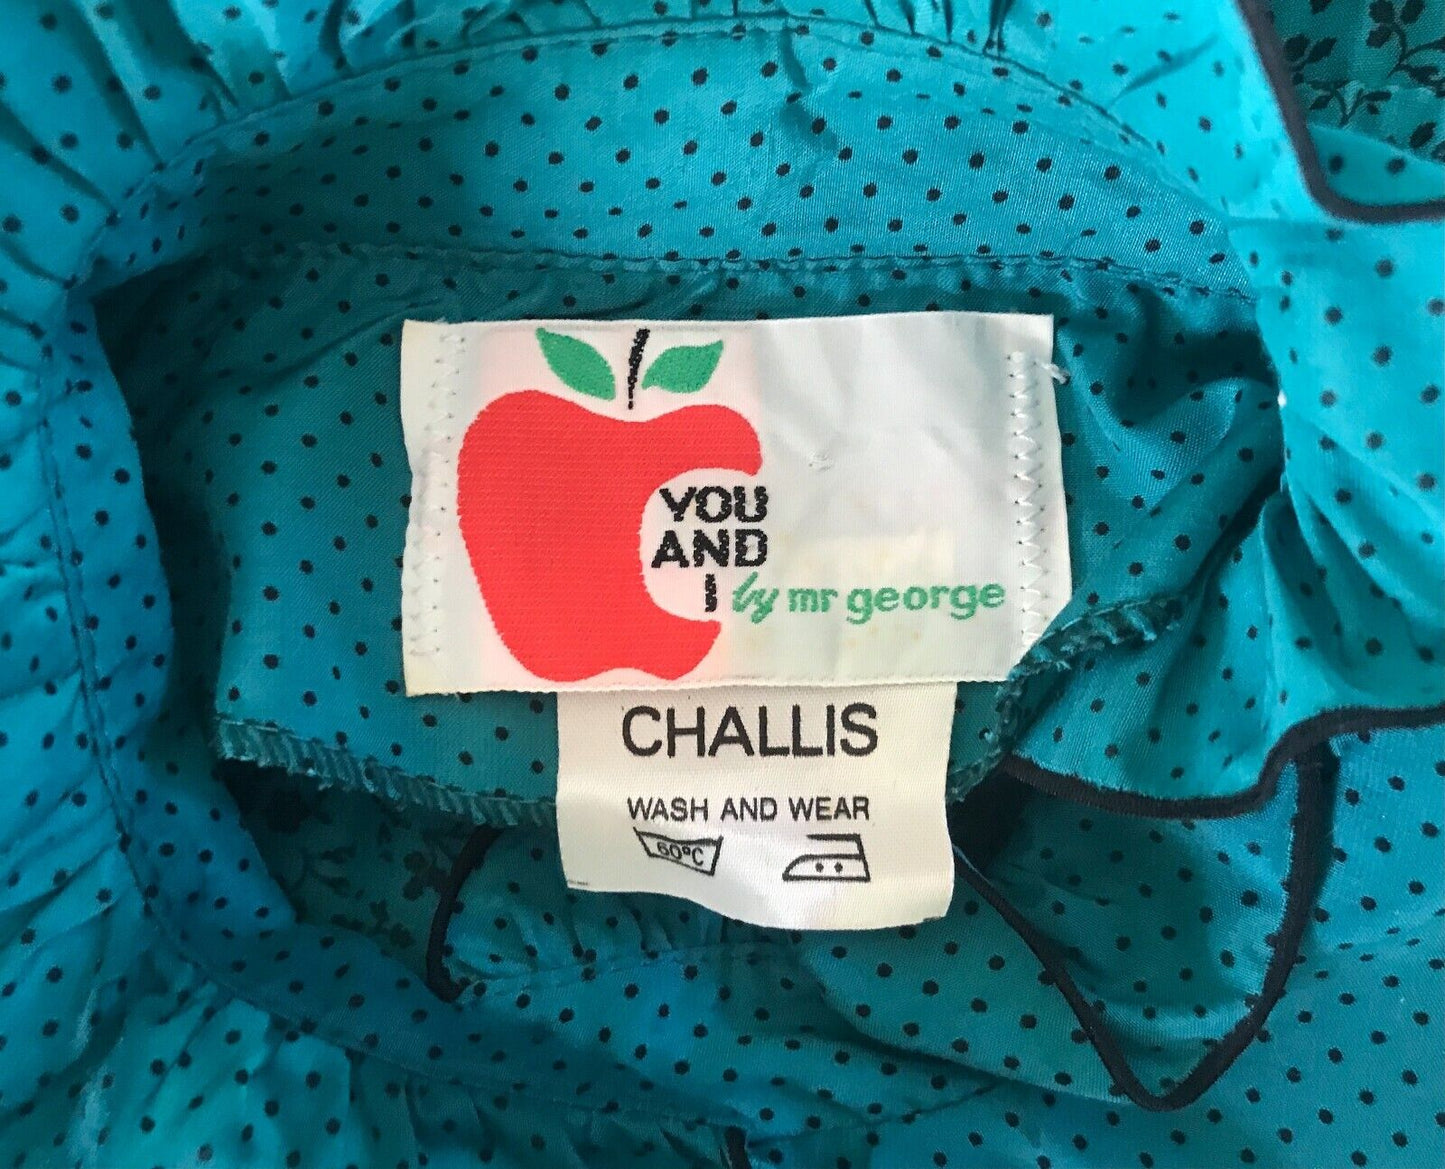 YOU
AND
I by mr george
CHALLIS
WASH AND WEAR
60°C